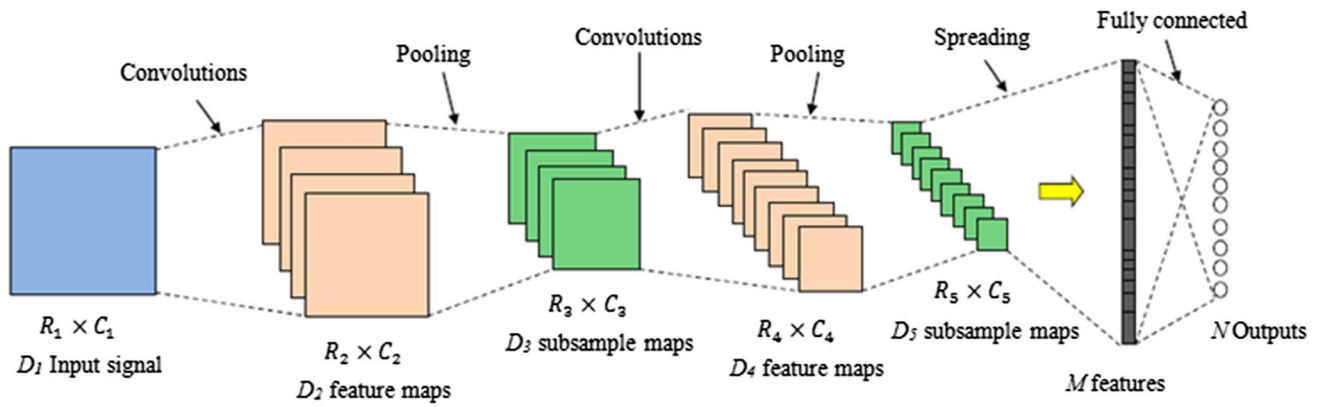 Convolutions
Pooling
Convolutions
Pooling
Spreading
Fully connected
R₁ × C₁
D₁ Input signal
R₂ × C₂
D₂ feature maps
R₃ × C₃
D₃ subsample maps
R₄ × C₄
D₄ feature maps
R₅ × C₅
D₅ subsample maps
M features
N Outputs